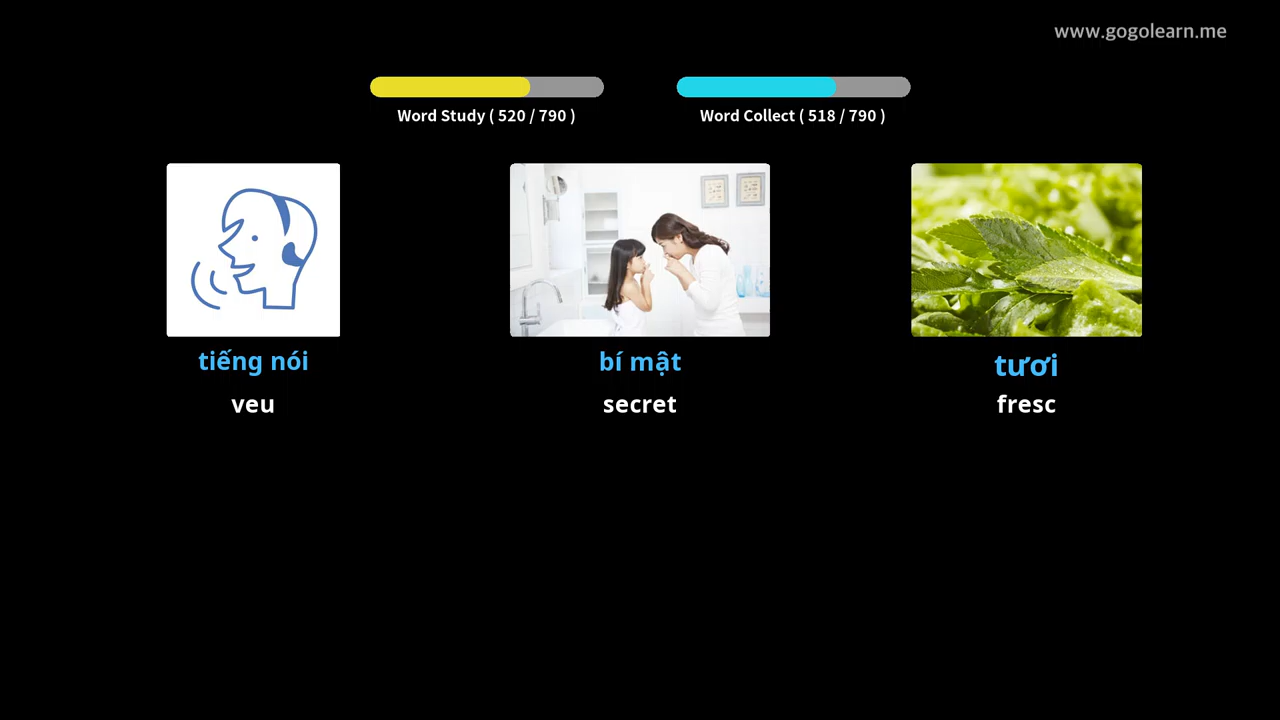 www.gogolearn.me
Word Study ( 520 / 790 )
Word Collect ( 518 / 790 )
tiếng nói
bí mật
tươi
veu
secret
fresc